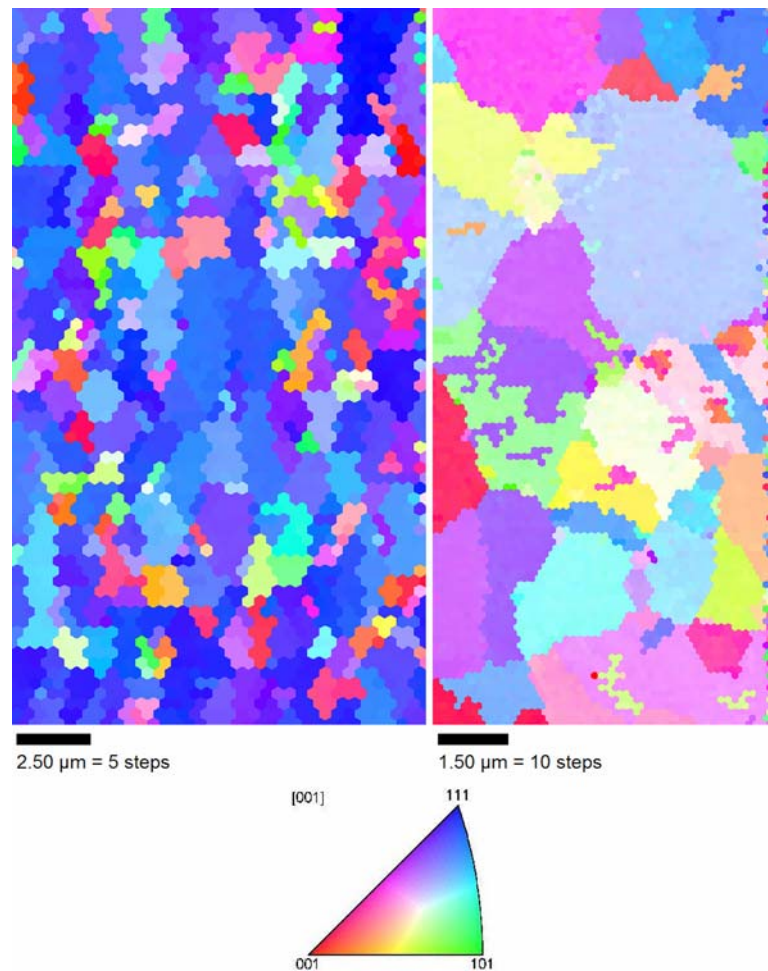 2.50 µm = 5 steps
1.50 µm = 10 steps
[001]
111
001
101